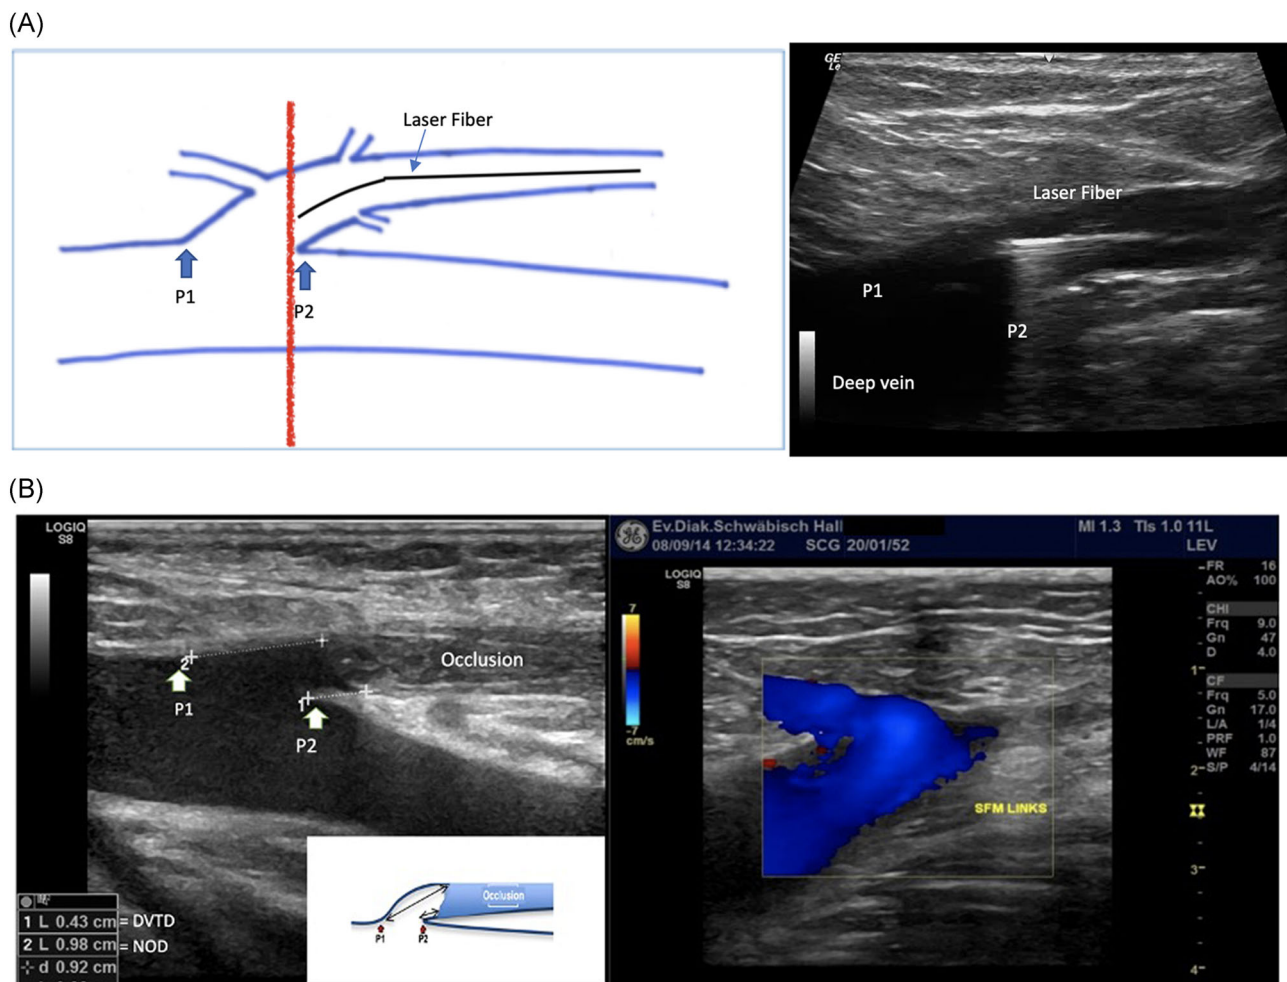 (A)
Laser Fiber
P1
P2
GE
Laser Fiber
P1
P2
Deep vein
(B)
LOGIQ
S8
Occlusion
2
P1
1
P2
1 L 0.43 cm = DVTD
2 L 0.98 cm = NOD
d 0.92 cm
Occlusion
P1
P2
Ev.Diak.Schwäbisch Hall
MI 1.3 TIs 1.0 11L
08/09/14 12:34:22 SCG 20/01/52
LEV
LOGIQ
S8
7
-7
cm/s
SFM LINKS
FR 16
AO% 100
CHI
Frq 9.0
Gn 47
D 4.0
CF
Frq 5.0
Gn 17.0
L/A 1/4
PRF 1.0
WF 87
S/P 4/14
1
2
3
4